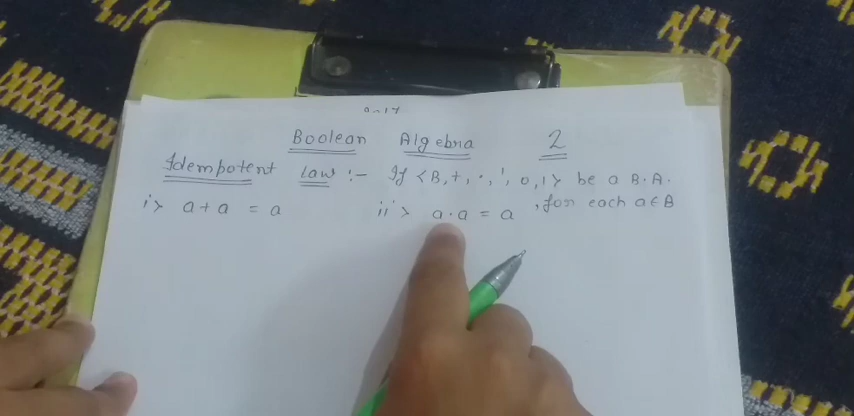 Boolean Algebra 2
Idempotent Law :- If <B, +, ·, ', 0, 1> be a B.A.
i> a + a = a ii> a · a = a , for each a ∈ B